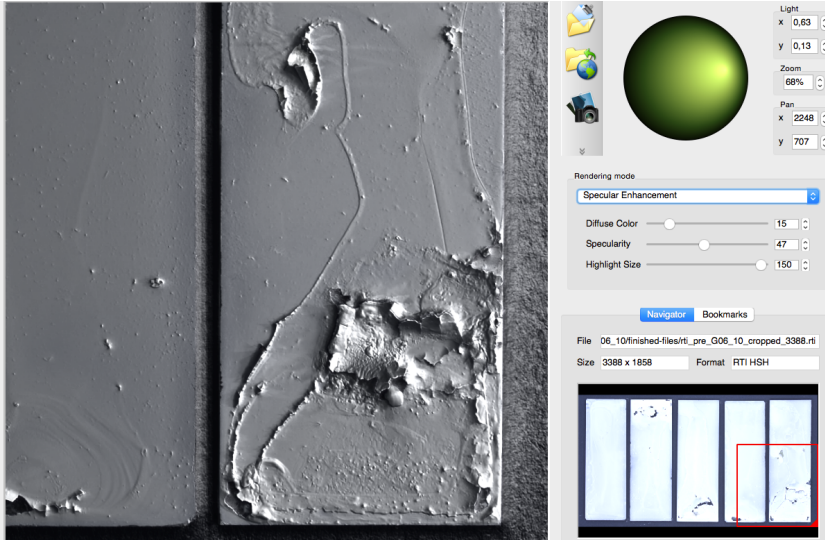 Light
x 0,63
y 0,13
Zoom
68%
Pan
x 2248
y 707
Rendering mode
Specular Enhancement
Diffuse Color 15
Specularity 47
Highlight Size 150
Navigator Bookmarks
File 06_10/finished-files/rti_pre_G06_10_cropped_3388.rti
Size 3388 x 1858 Format RTI HSH